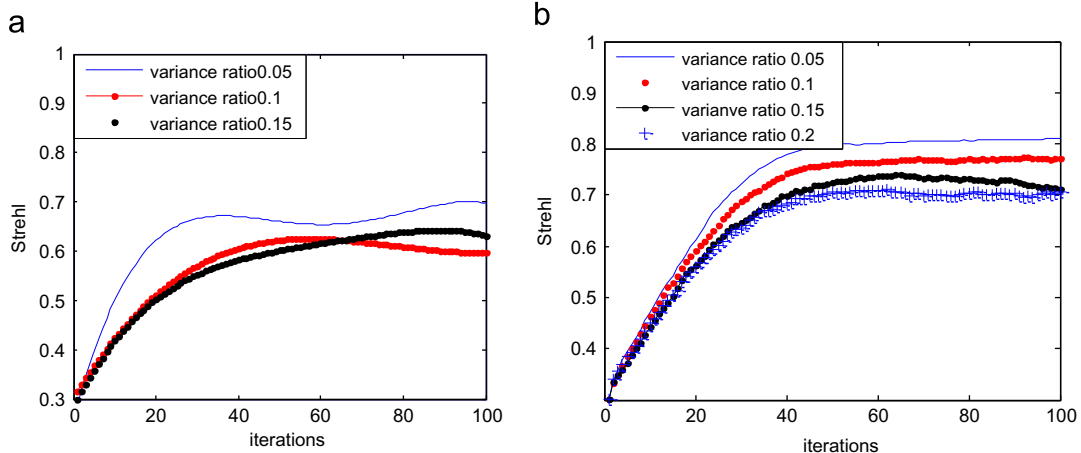 a
1
0.9
0.8
0.7
0.6
0.5
0.4
0.3
0
20
40
60
80
100
Strehl
iterations
variance ratio0.05
variance ratio0.1
variance ratio0.15
b
1
0.9
0.8
0.7
0.6
0.5
0.4
0
20
40
60
80
100
Strehl
iterations
variance ratio 0.05
variance ratio 0.1
varianve ratio 0.15
variance ratio 0.2